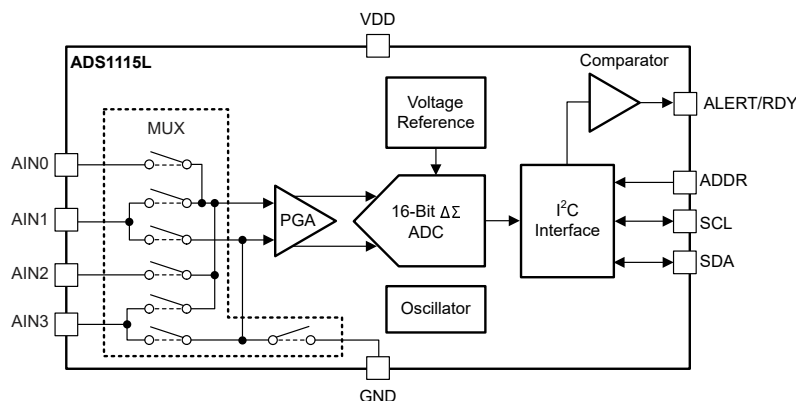 VDD
ADS1115L
Comparator
Voltage
Reference
ALERT/RDY
MUX
AIN0
ADDR
AIN1
PGA
16-Bit ΔΣ
ADC
I²C
Interface
SCL
AIN2
SDA
Oscillator
AIN3
GND